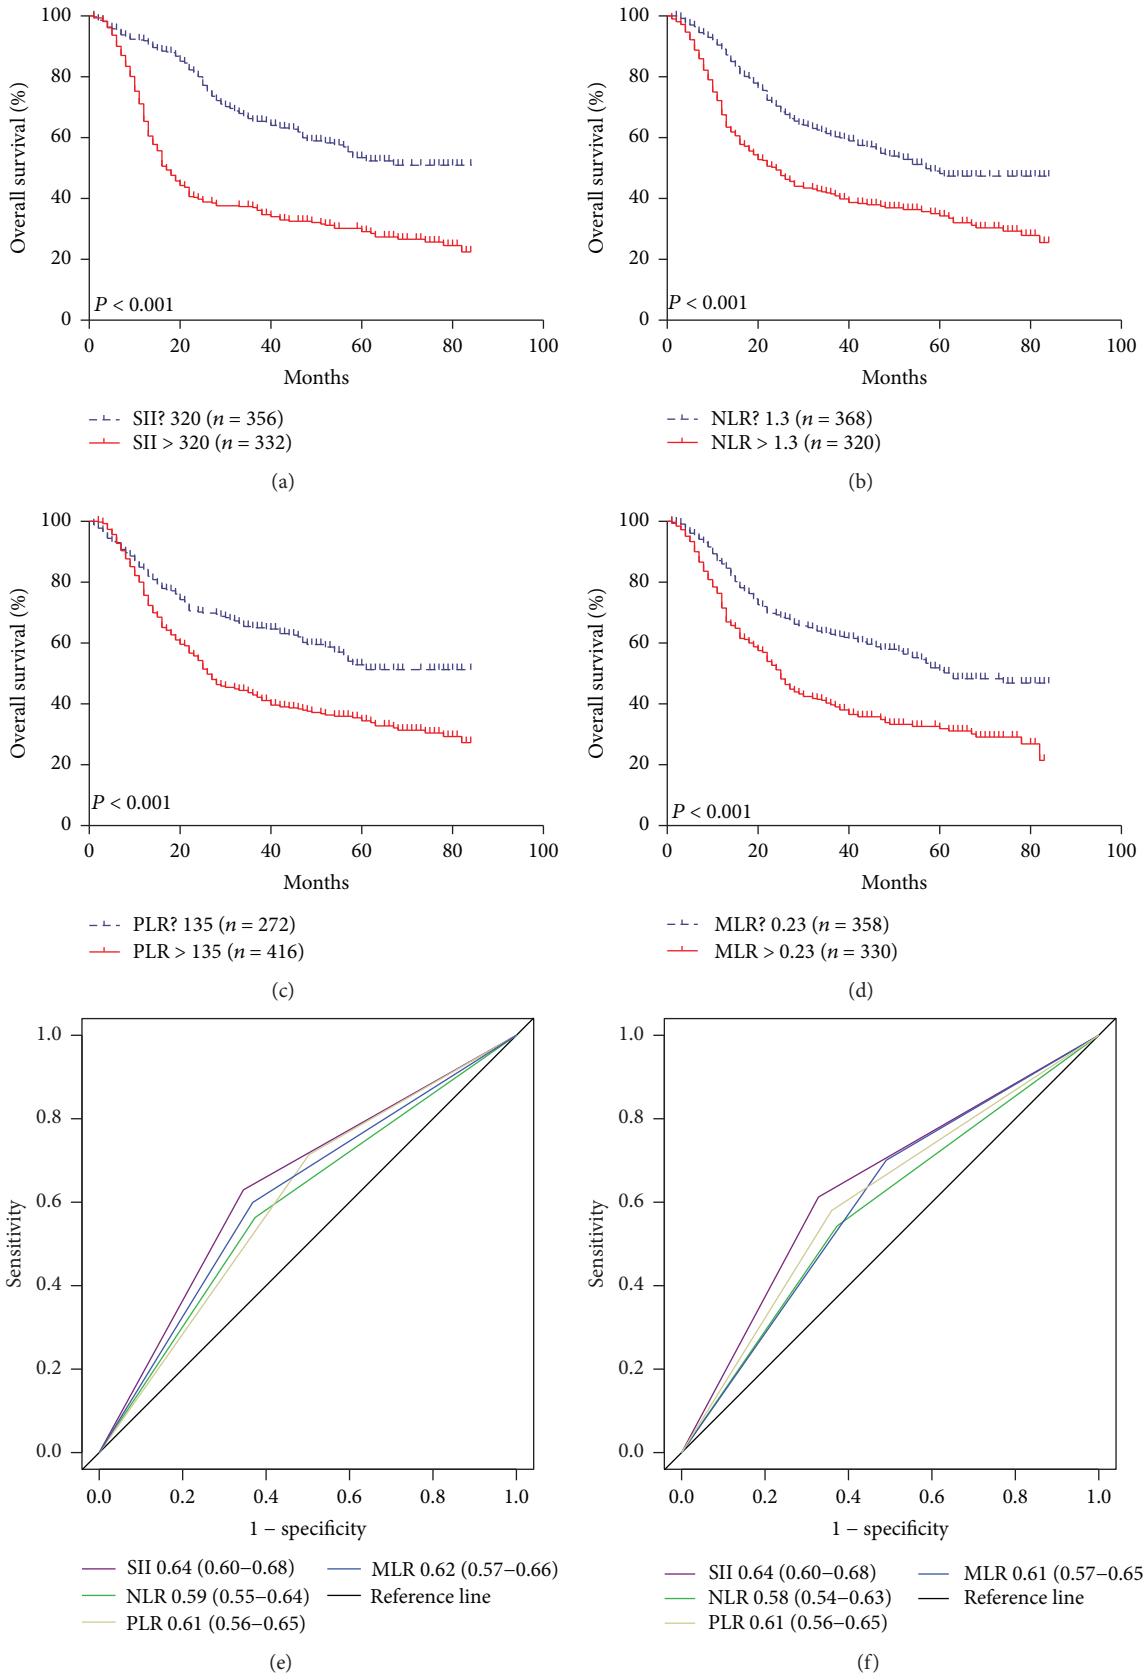 100
80
60
40
20
0
Overall survival (%)
P < 0.001
0 20 40 60 80 100
Months
SII? 320 (n = 356)
SII > 320 (n = 332)
(a)
100
80
60
40
20
0
Overall survival (%)
P < 0.001
0 20 40 60 80 100
Months
NLR? 1.3 (n = 368)
NLR > 1.3 (n = 320)
(b)
100
80
60
40
20
0
Overall survival (%)
P < 0.001
0 20 40 60 80 100
Months
PLR? 135 (n = 272)
PLR > 135 (n = 416)
(c)
100
80
60
40
20
0
Overall survival (%)
P < 0.001
0 20 40 60 80 100
Months
MLR? 0.23 (n = 358)
MLR > 0.23 (n = 330)
(d)
1.0
0.8
0.6
0.4
0.2
0.0
Sensitivity
0.0 0.2 0.4 0.6 0.8 1.0
1 − specificity
SII 0.64 (0.60−0.68)
NLR 0.59 (0.55−0.64)
PLR 0.61 (0.56−0.65)
MLR 0.62 (0.57−0.66)
Reference line
(e)
1.0
0.8
0.6
0.4
0.2
0.0
Sensitivity
0.0 0.2 0.4 0.6 0.8 1.0
1 − specificity
SII 0.64 (0.60−0.68)
NLR 0.58 (0.54−0.63)
PLR 0.61 (0.56−0.65)
MLR 0.61 (0.57−0.65
Reference line
(f)